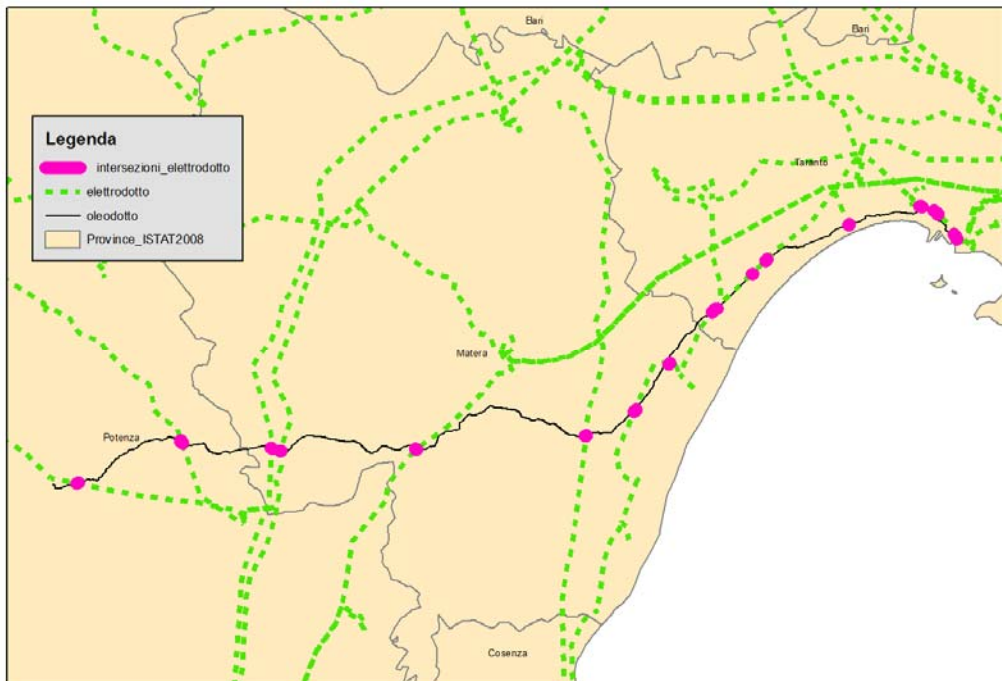 Bari
Bari
Legenda
intersezioni_elettrodotto
elettrodotto
oleodotto
Province_ISTAT2008
Taranto
Matera
Potenza
Cosenza